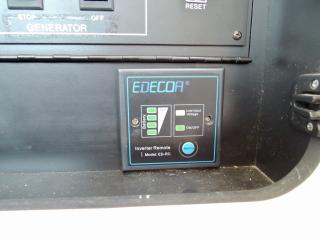 RESET
STOP OFF
GENERATOR
EDECOA®
Low Input
Voltage
ON/OFF
Inverter Remote
Model: ED-RC